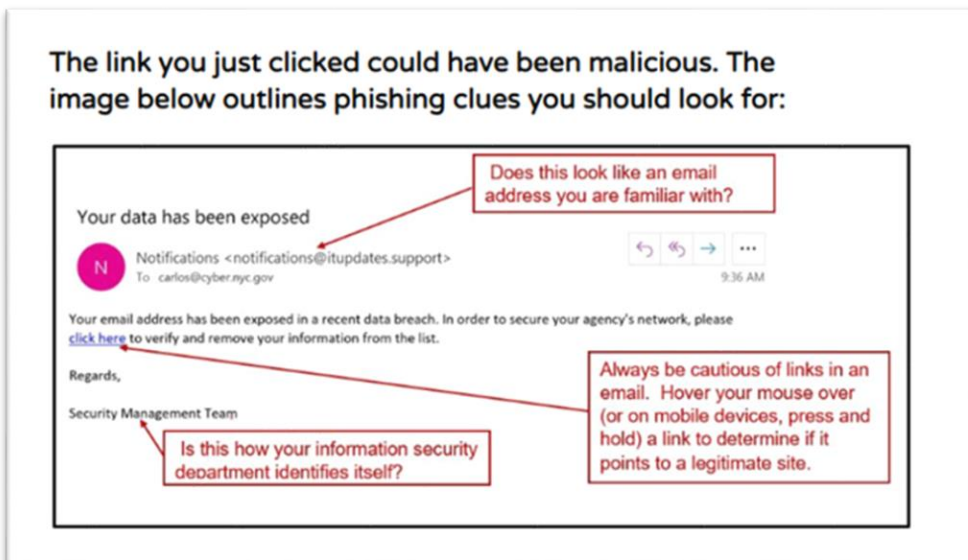 The link you just clicked could have been malicious. The
image below outlines phishing clues you should look for:
Does this look like an email
address you are familiar with?
Your data has been exposed
N
Notifications <notifications@itupdates.support>
To carlos@cyber.nyc.gov
9:36 AM
Your email address has been exposed in a recent data breach. In order to secure your agency's network, please
click here to verify and remove your information from the list.
Regards,
Security Management Team
Always be cautious of links in an
email. Hover your mouse over
(or on mobile devices, press and
hold) a link to determine if it
points to a legitimate site.
Is this how your information security
department identifies itself?